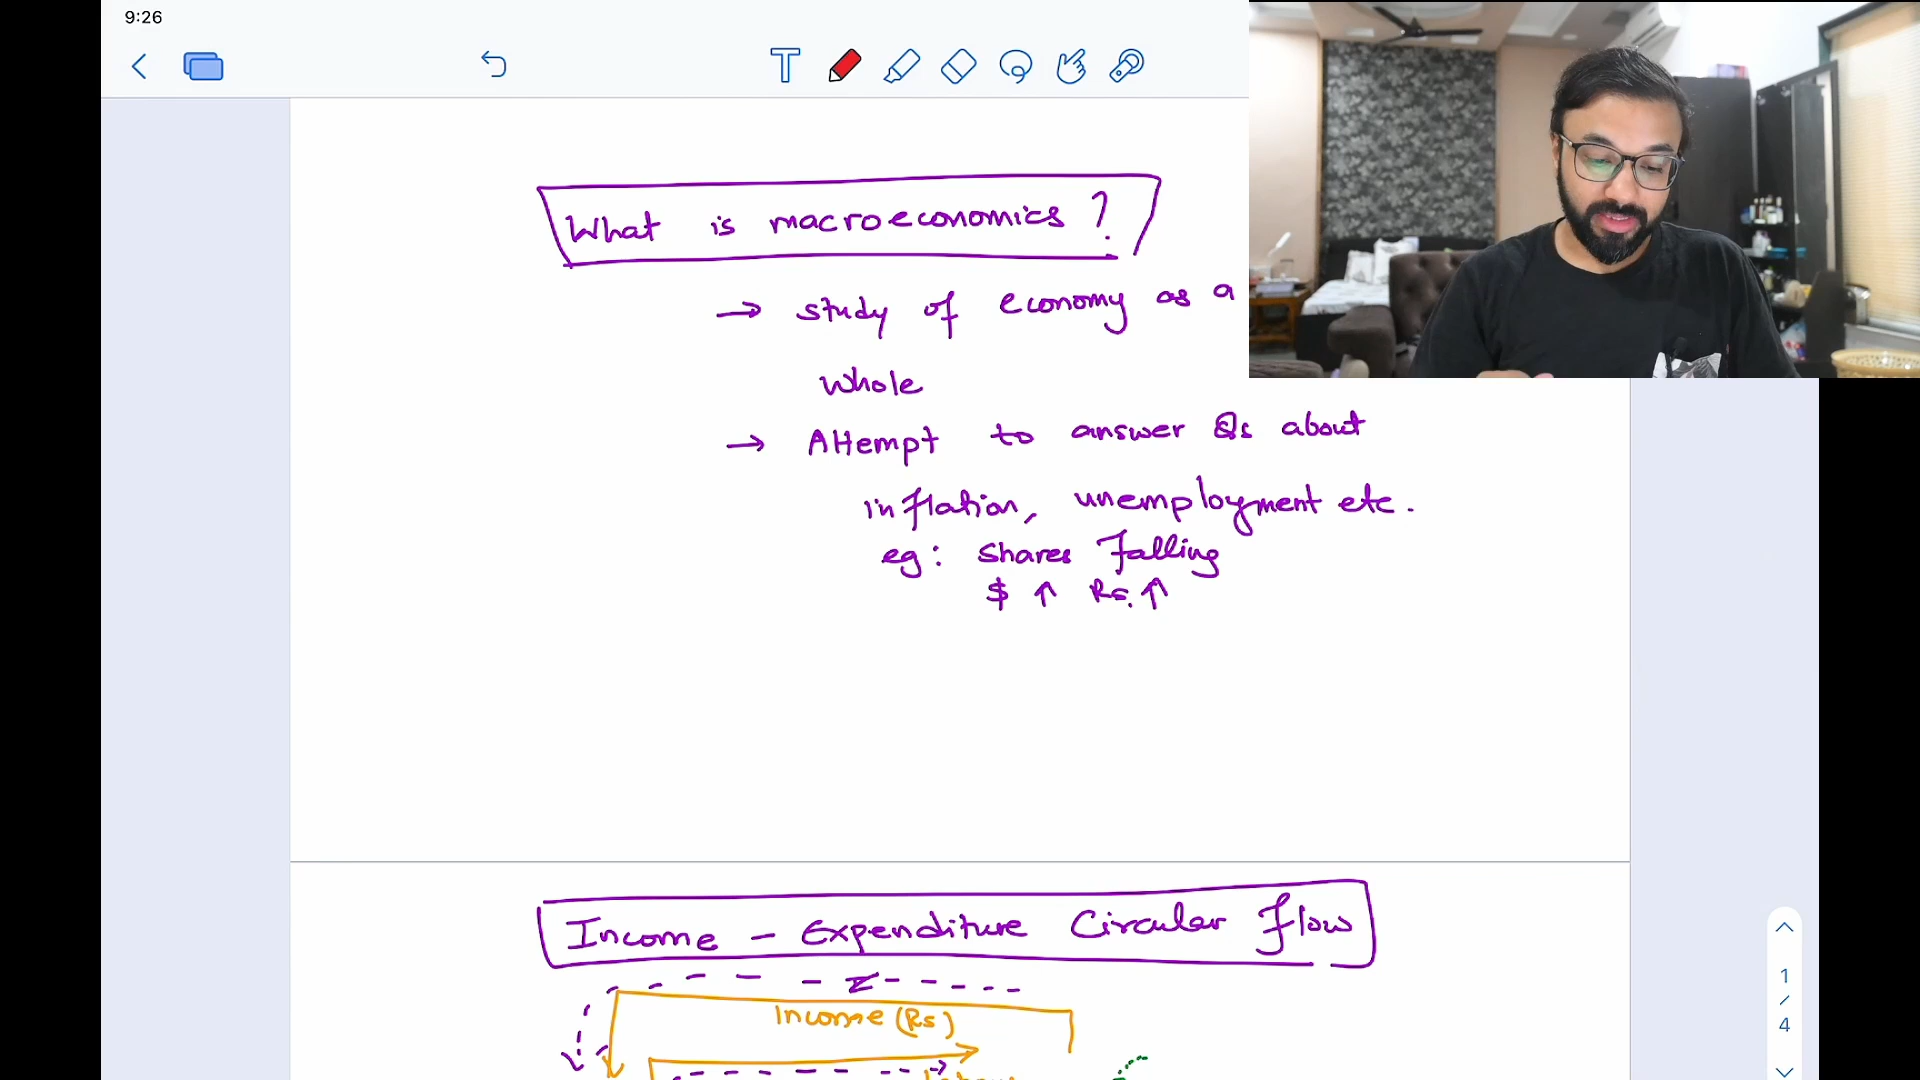 9:26
T
What is macroeconomics?
→ study of economy as a
whole
→ Attempt to answer Qs about
inflation, unemployment etc.
eg: Shares Falling
$ ↑ Rs. ↑
Income - Expenditure Circular Flow
Income (Rs)
1
/
4